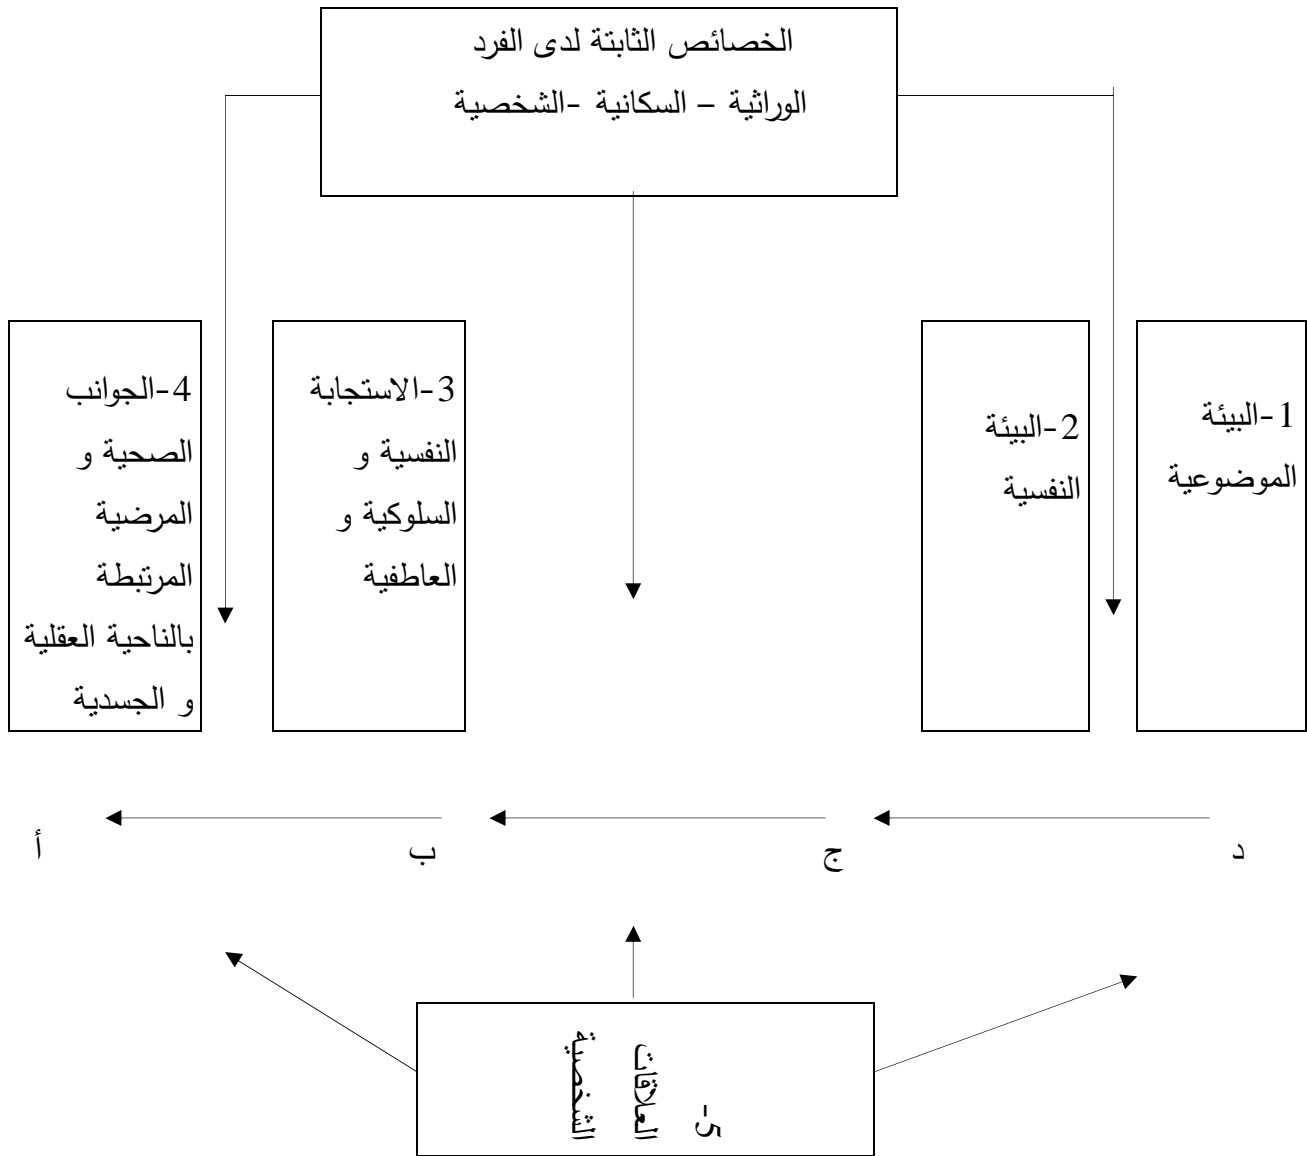 الخصائص الثابتة لدى الفرد
الوراثية – السكانية -الشخصية
1-البيئة
الموضوعية
2-البيئة
النفسية
3-الاستجابة
النفسية و
السلوكية و
العاطفية
4-الجوانب
الصحية و
المرضية
المرتبطة
بالناحية العقلية
و الجسدية
د
ج
ب
أ
5-
العلاقات
الشخصية